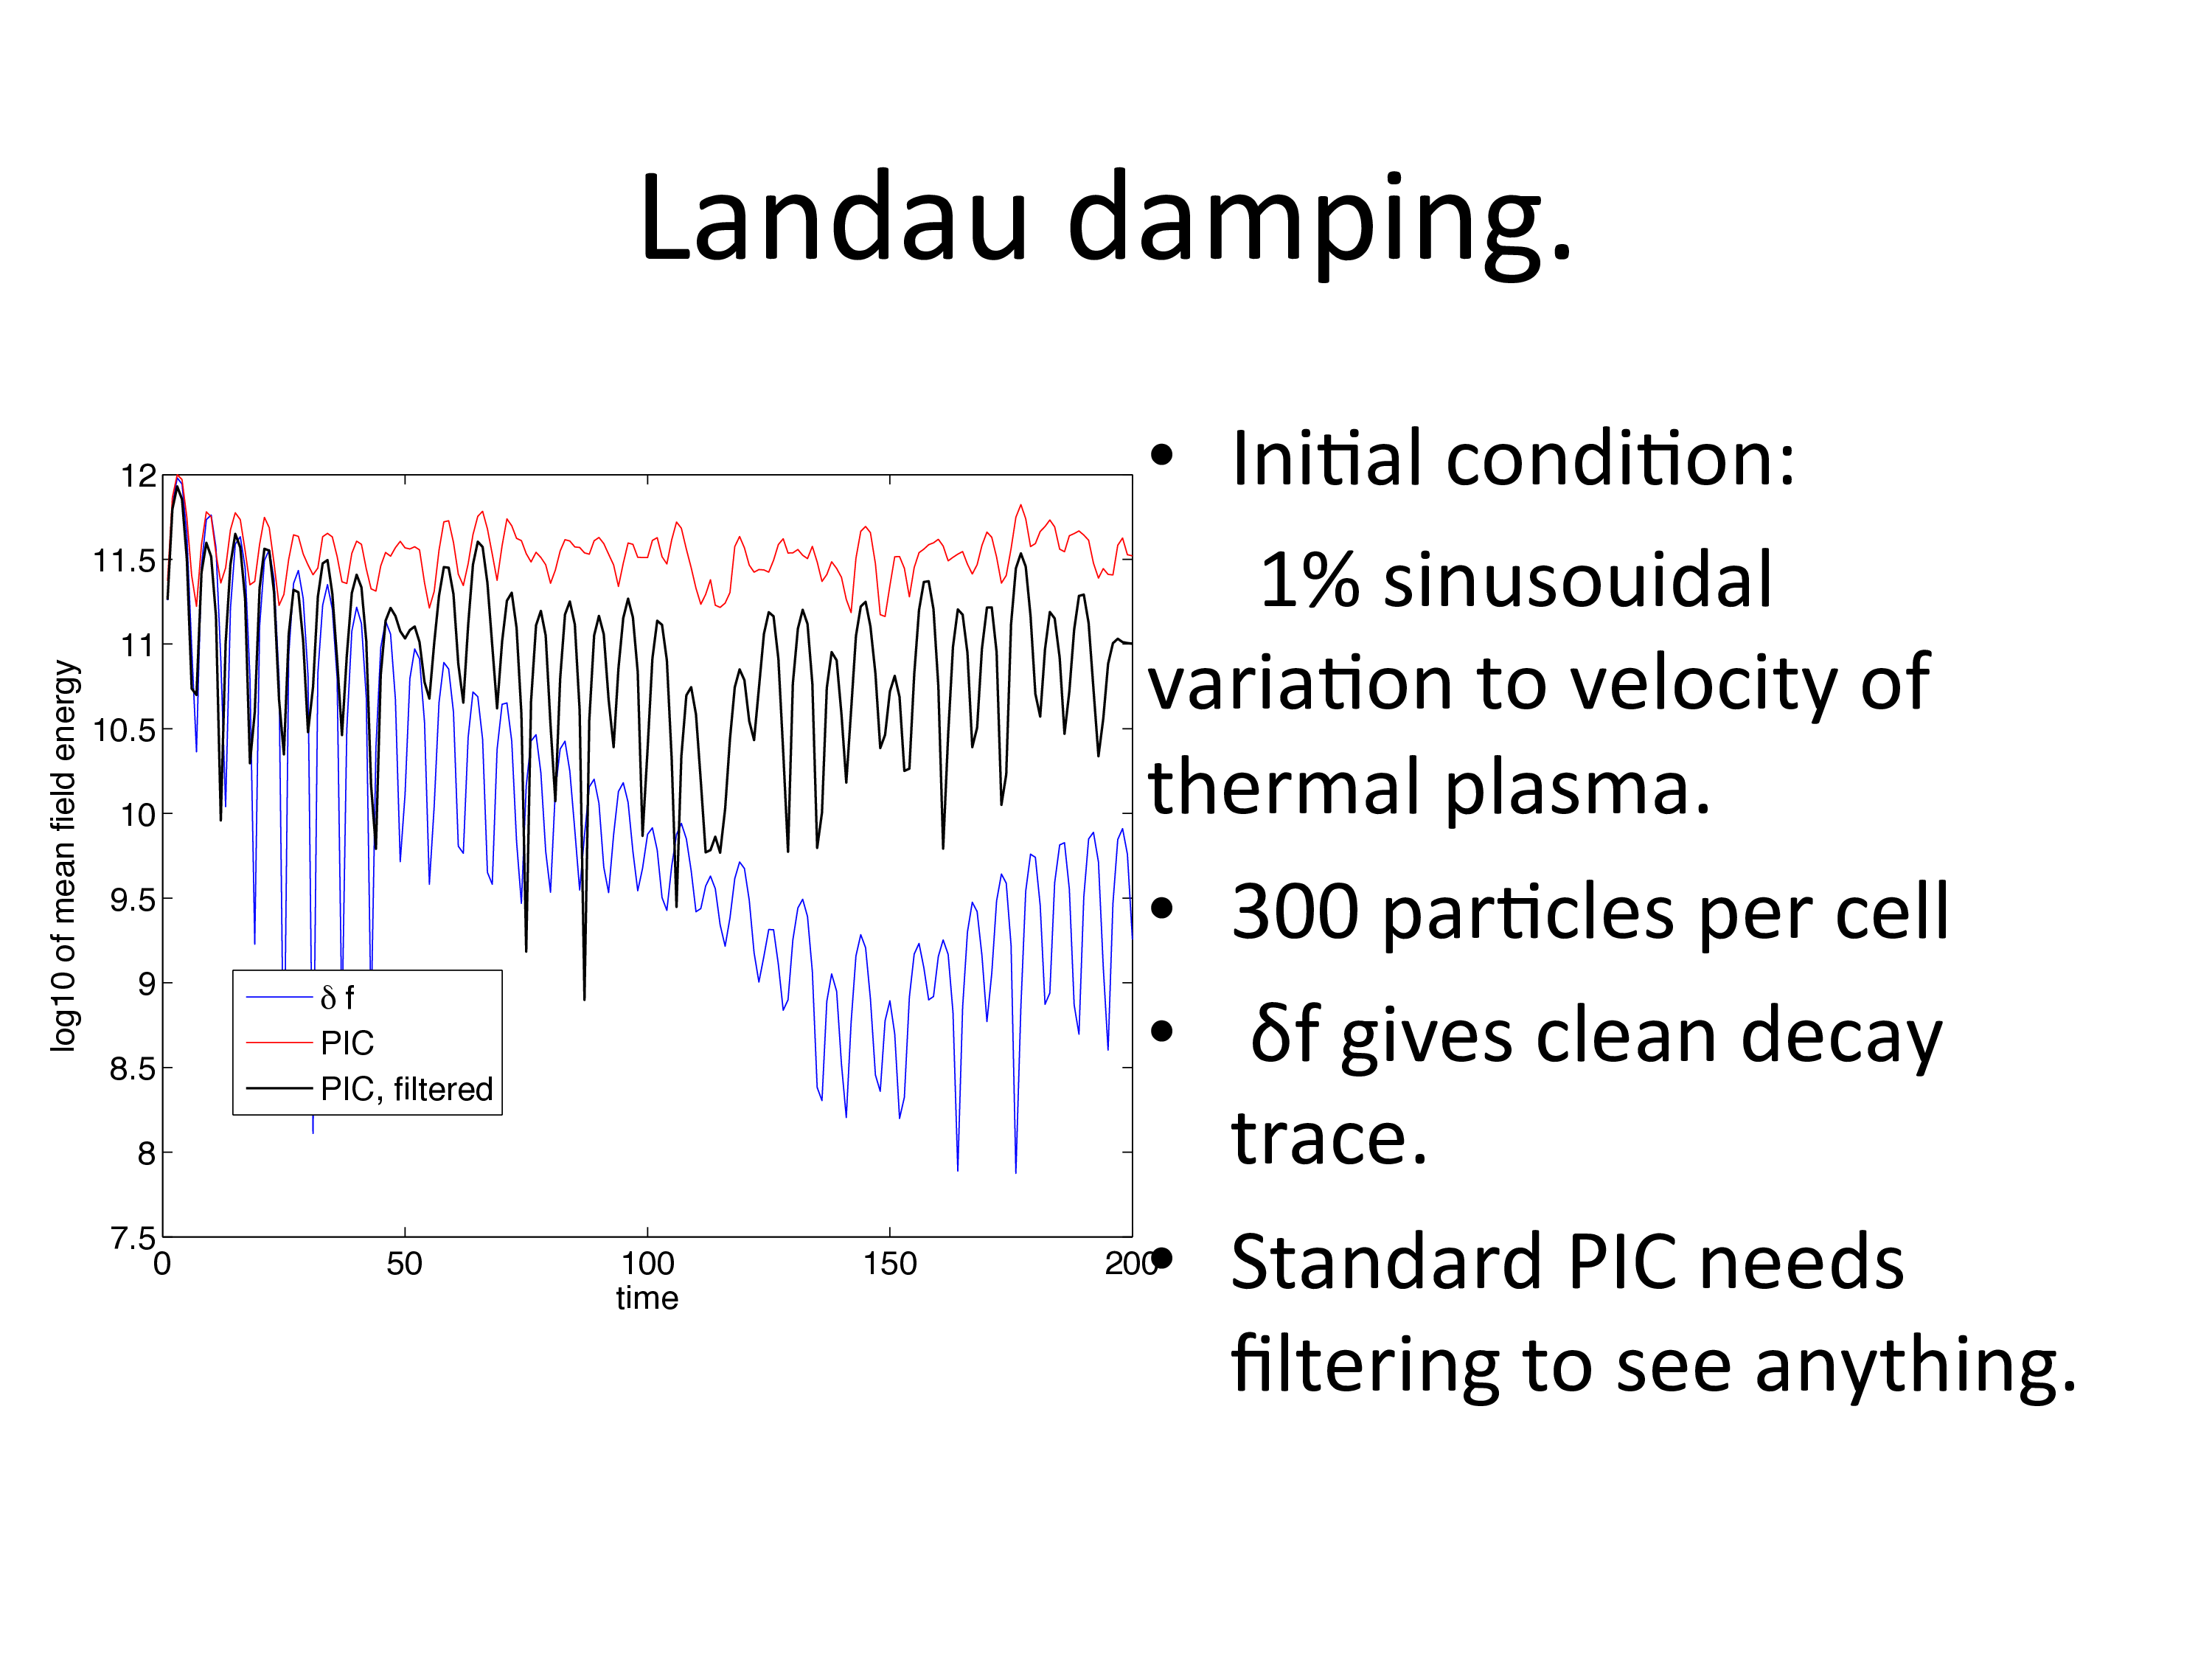 Landau damping.
12
11.5
11
10.5
10
9.5
9
8.5
8
7.5
0
50
100
150
200
time
log10 of mean field energy
δ f
PIC
PIC, filtered
• Initial condition:
1% sinusouidal
variation to velocity of
thermal plasma.
• 300 particles per cell
• δf gives clean decay
trace.
• Standard PIC needs
filtering to see anything.